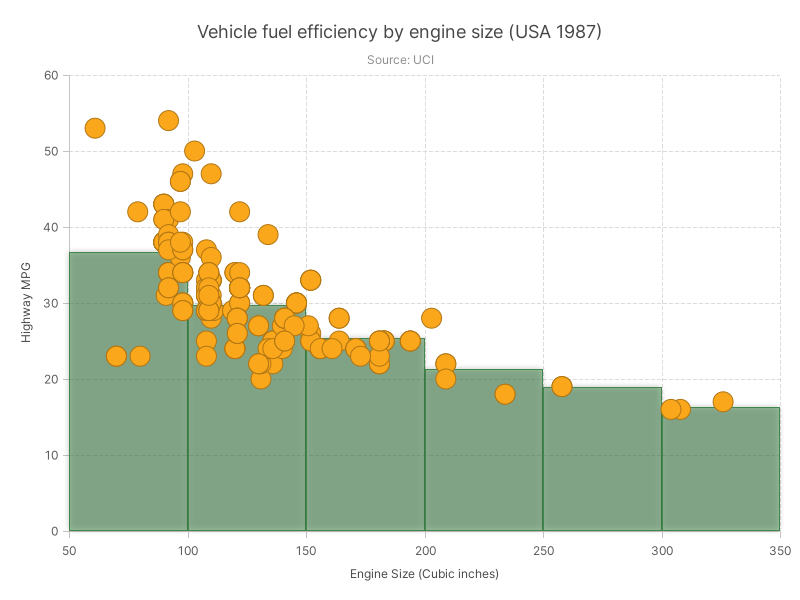 Vehicle fuel efficiency by engine size (USA 1987)
Source: UCI
60
50
40
30
20
10
0
Highway MPG
50 100 150 200 250 300 350
Engine Size (Cubic inches)